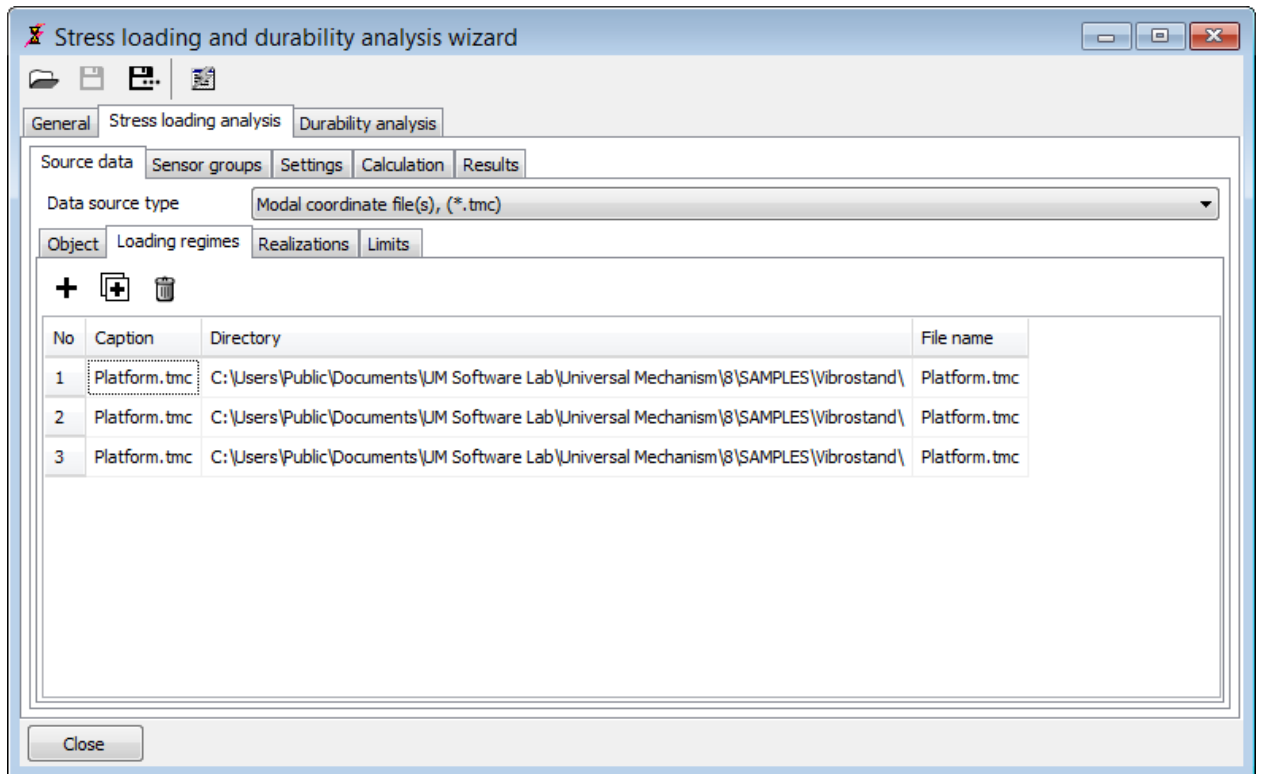 Stress loading and durability analysis wizard
General Stress loading analysis Durability analysis
Source data Sensor groups Settings Calculation Results
Data source type Modal coordinate file(s), (*.tmc)
Object Loading regimes Realizations Limits
No Caption Directory File name
1 Platform.tmc C:\Users\Public\Documents\UM Software Lab\Universal Mechanism\8\SAMPLES\Vibrostand\ Platform.tmc
2 Platform.tmc C:\Users\Public\Documents\UM Software Lab\Universal Mechanism\8\SAMPLES\Vibrostand\ Platform.tmc
3 Platform.tmc C:\Users\Public\Documents\UM Software Lab\Universal Mechanism\8\SAMPLES\Vibrostand\ Platform.tmc
Close